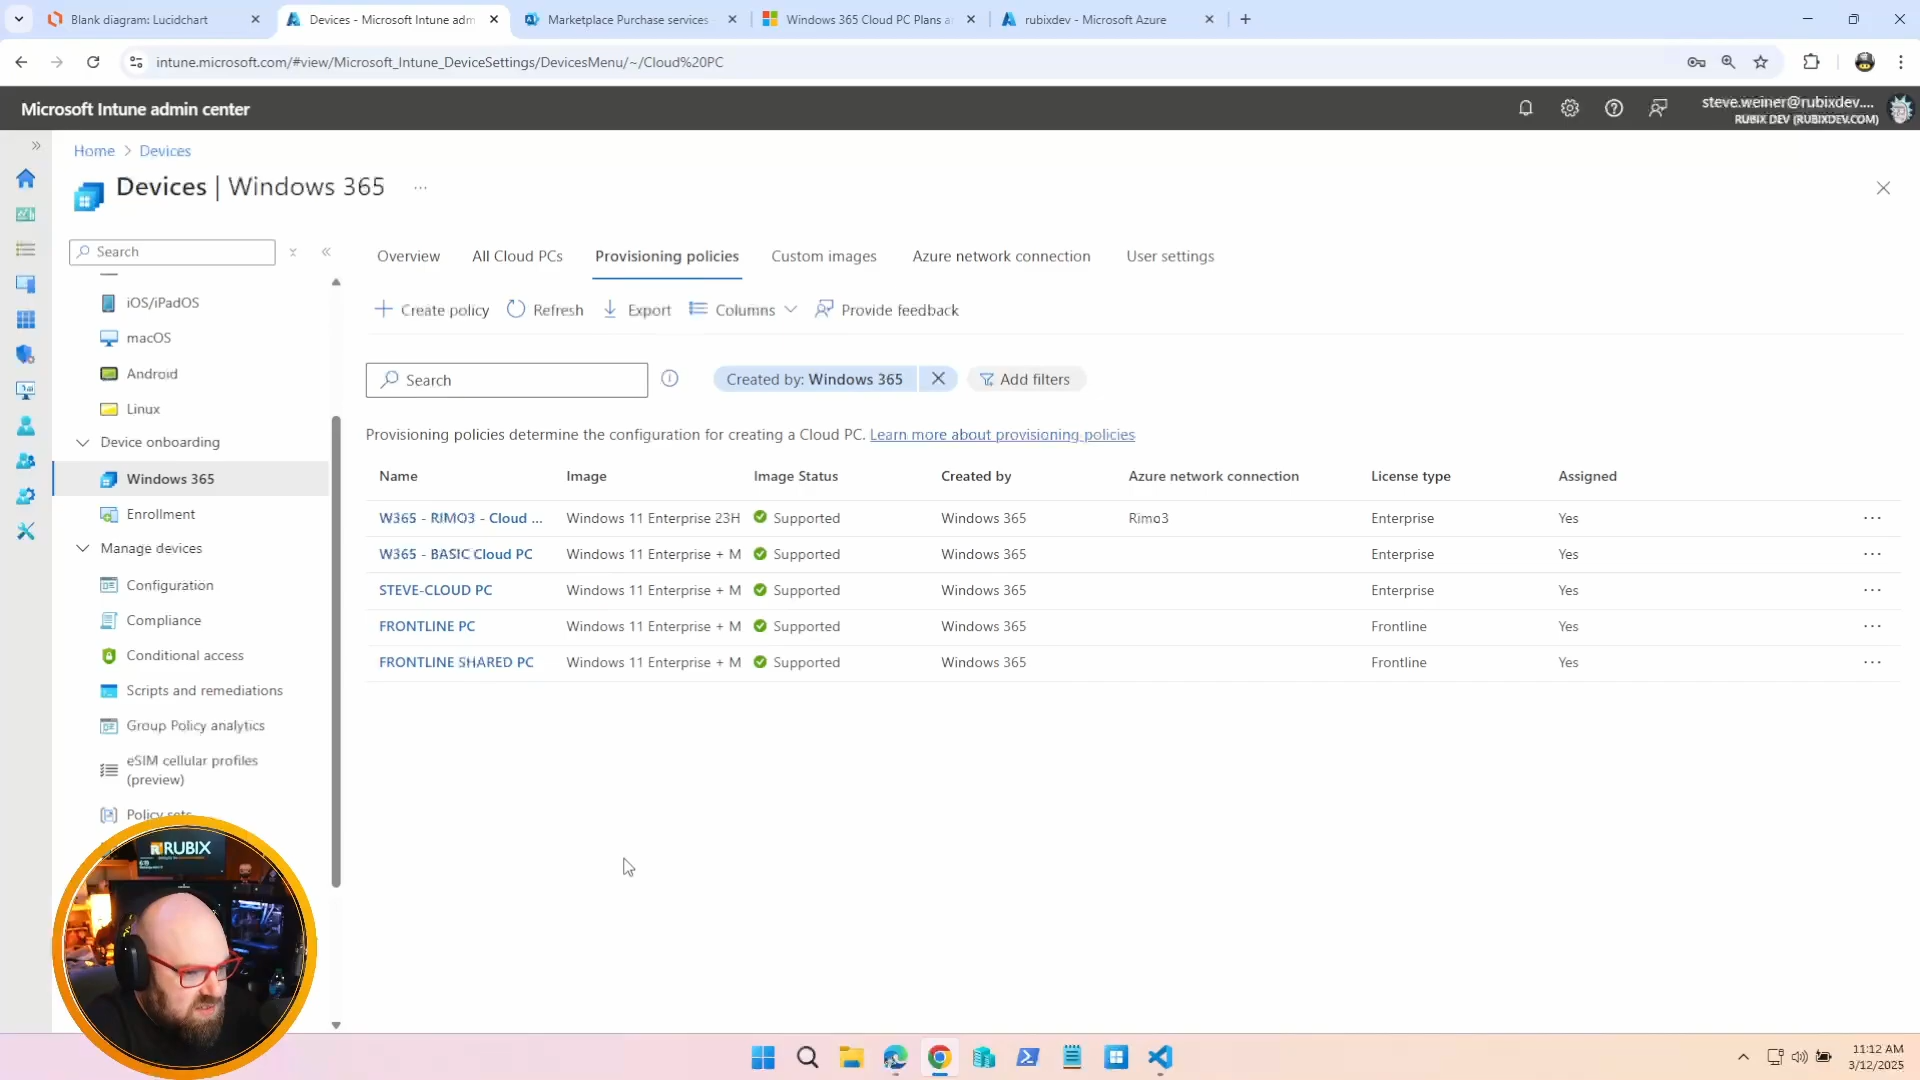 Blank diagram: Lucidchart
Devices - Microsoft Intune adm
Marketplace Purchase services
Windows 365 Cloud PC Plans a
rubixdev - Microsoft Azure
intune.microsoft.com/#view/Microsoft_Intune_DeviceSettings/DevicesMenu/~/Cloud%20PC
Microsoft Intune admin center
steve.weiner@rubixdev....
RUBIX DEV (RUBIXDEV.COM)
Home > Devices
Devices | Windows 365 ...
Search
iOS/iPadOS
macOS
Android
Linux
Device onboarding
Windows 365
Enrollment
Manage devices
Configuration
Compliance
Conditional access
Scripts and remediations
Group Policy analytics
eSIM cellular profiles
(preview)
Policy sets
Overview All Cloud PCs Provisioning policies Custom images Azure network connection User settings
Create policy Refresh Export Columns Provide feedback
Search Created by: Windows 365 Add filters
Provisioning policies determine the configuration for creating a Cloud PC. Learn more about provisioning policies
Name Image Image Status Created by Azure network connection License type Assigned
W365 - RIMO3 - Cloud ... Windows 11 Enterprise 23H Supported Windows 365 Rimo3 Enterprise Yes ...
W365 - BASIC Cloud PC Windows 11 Enterprise + M Supported Windows 365 Enterprise Yes ...
STEVE-CLOUD PC Windows 11 Enterprise + M Supported Windows 365 Enterprise Yes ...
FRONTLINE PC Windows 11 Enterprise + M Supported Windows 365 Frontline Yes ...
FRONTLINE SHARED PC Windows 11 Enterprise + M Supported Windows 365 Frontline Yes ...
RUBIX
11:12 AM
3/12/2025